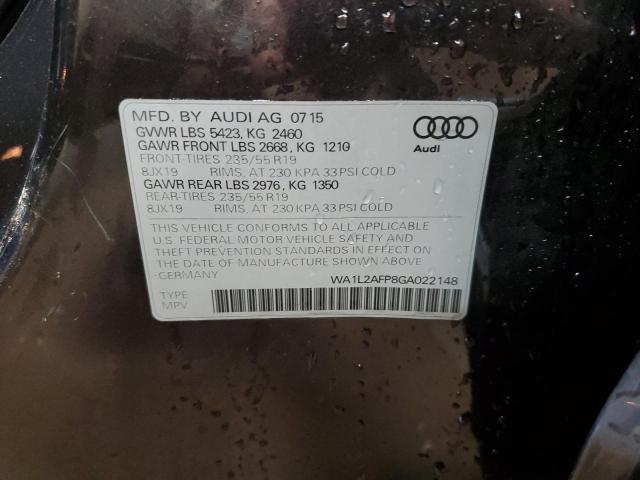 MFD. BY AUDI AG 07 15
GVWR LBS 5423, KG 2460
GAWR FRONT LBS 2668, KG 1210
FRONT-TIRES 235/55 R19
8JX19 RIMS, AT 230 KPA 33 PSI COLD
GAWR REAR LBS 2976, KG 1350
REAR-TIRES 235/55 R19
8JX19 RIMS, AT 230 KPA 33 PSI COLD
Audi
THIS VEHICLE CONFORMS TO ALL APPLICABLE
U.S. FEDERAL MOTOR VEHICLE SAFETY AND
THEFT PREVENTION STANDARDS IN EFFECT ON
THE DATE OF MANUFACTURE SHOWN ABOVE -
GERMANY
WA1L2AFP8GA022148
TYPE
MPV